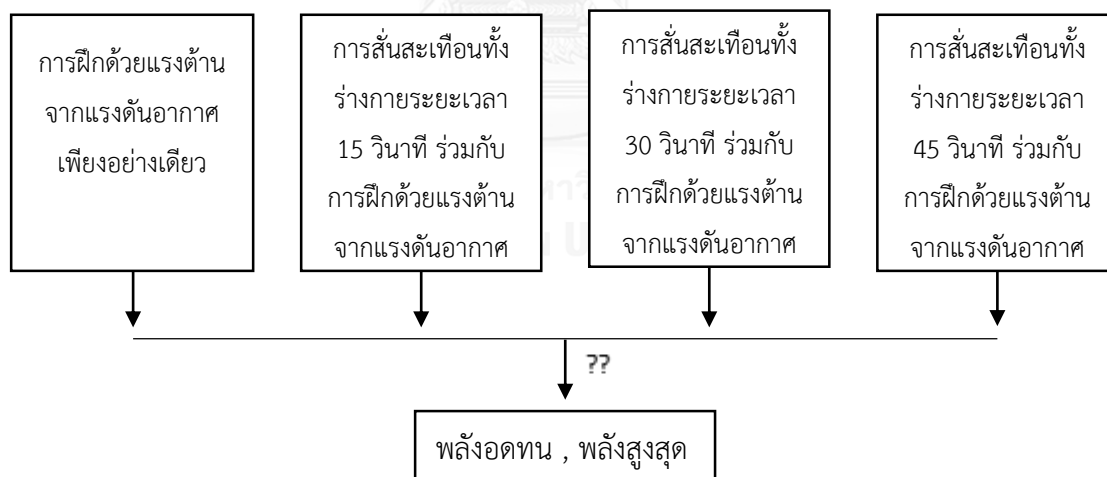 การฝึกด้วยแรงต้าน
จากแรงดันอากาศ
เพียงอย่างเดียว
การสั่นสะเทือนทั้ง
ร่างกายระยะเวลา
15 วินาที ร่วมกับ
การฝึกด้วยแรงต้าน
จากแรงดันอากาศ
การสั่นสะเทือนทั้ง
ร่างกายระยะเวลา
30 วินาที ร่วมกับ
การฝึกด้วยแรงต้าน
จากแรงดันอากาศ
การสั่นสะเทือนทั้ง
ร่างกายระยะเวลา
45 วินาที ร่วมกับ
การฝึกด้วยแรงต้าน
จากแรงดันอากาศ
??
พลังอดทน , พลังสูงสุด